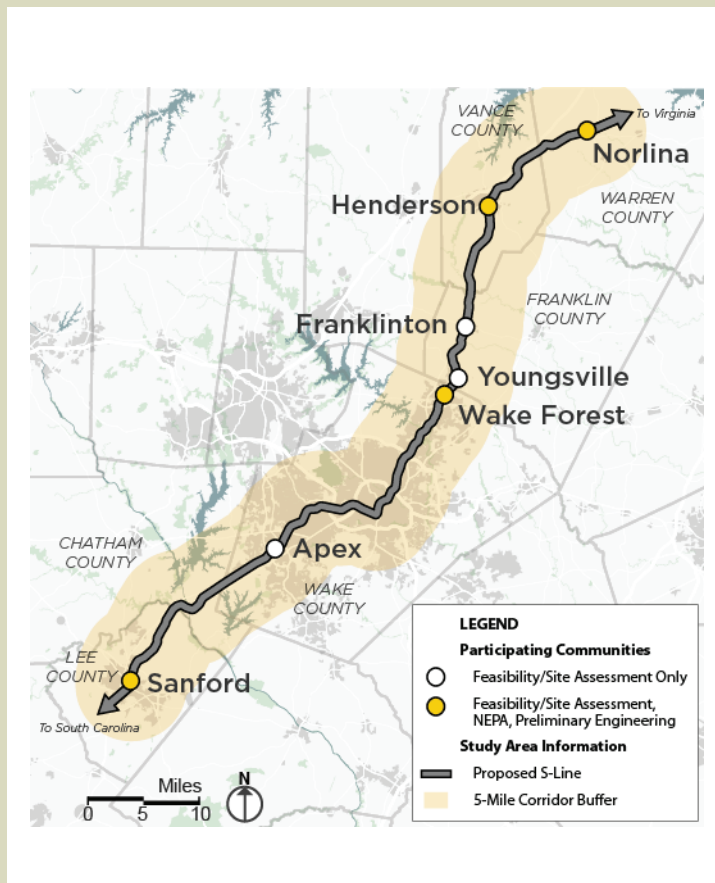 VANCE
COUNTY
To Virginia
Norlina
Henderson
WARREN
COUNTY
Franklinton
FRANKLIN
COUNTY
Youngsville
Wake Forest
CHATHAM
COUNTY
Apex
WAKE
COUNTY
LEE
COUNTY
Sanford
To South Carolina
Miles
0 5 10
N
LEGEND
Participating Communities
Feasibility/Site Assessment Only
Feasibility/Site Assessment,
NEPA, Preliminary Engineering
Study Area Information
Proposed S-Line
5-Mile Corridor Buffer